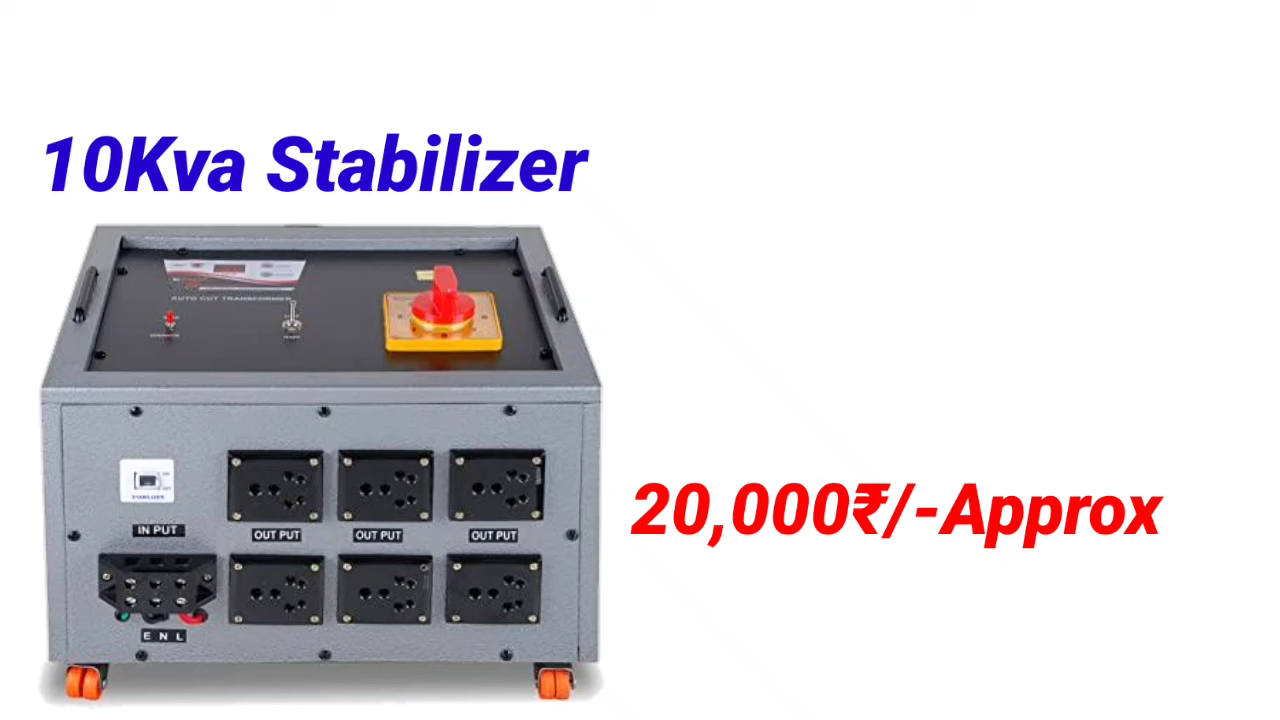 10Kva Stabilizer
AUTO CUT TRANSFORMER
20,000₹/-Approx
IN PUT
OUT PUT
OUT PUT
OUT PUT
E N L